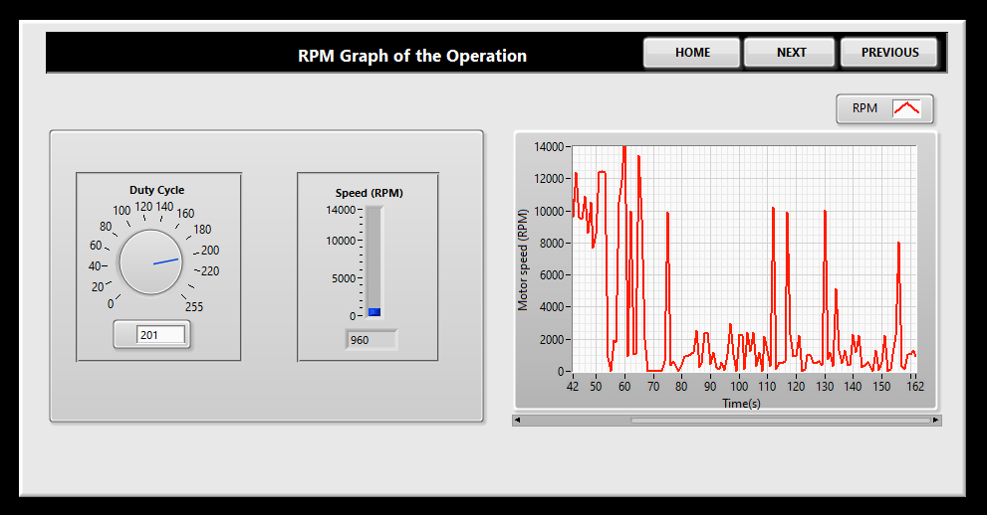 RPM Graph of the Operation
HOME
NEXT
PREVIOUS
RPM
Duty Cycle
0
20
40
60
80
100
120
140
160
180
200
220
255
201
Speed (RPM)
14000
10000
5000
0
960
Motor speed (RPM)
14000
12000
10000
8000
6000
4000
2000
0
42 50 60 70 80 90 100 110 120 130 140 150 162
Time(s)